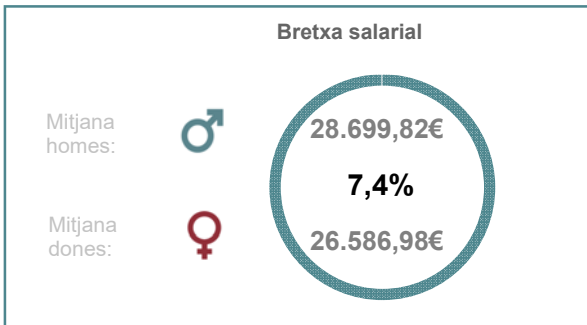 Bretxa salarial
Mitjana
homes:
28.699,82€
7,4%
Mitjana
dones:
26.586,98€